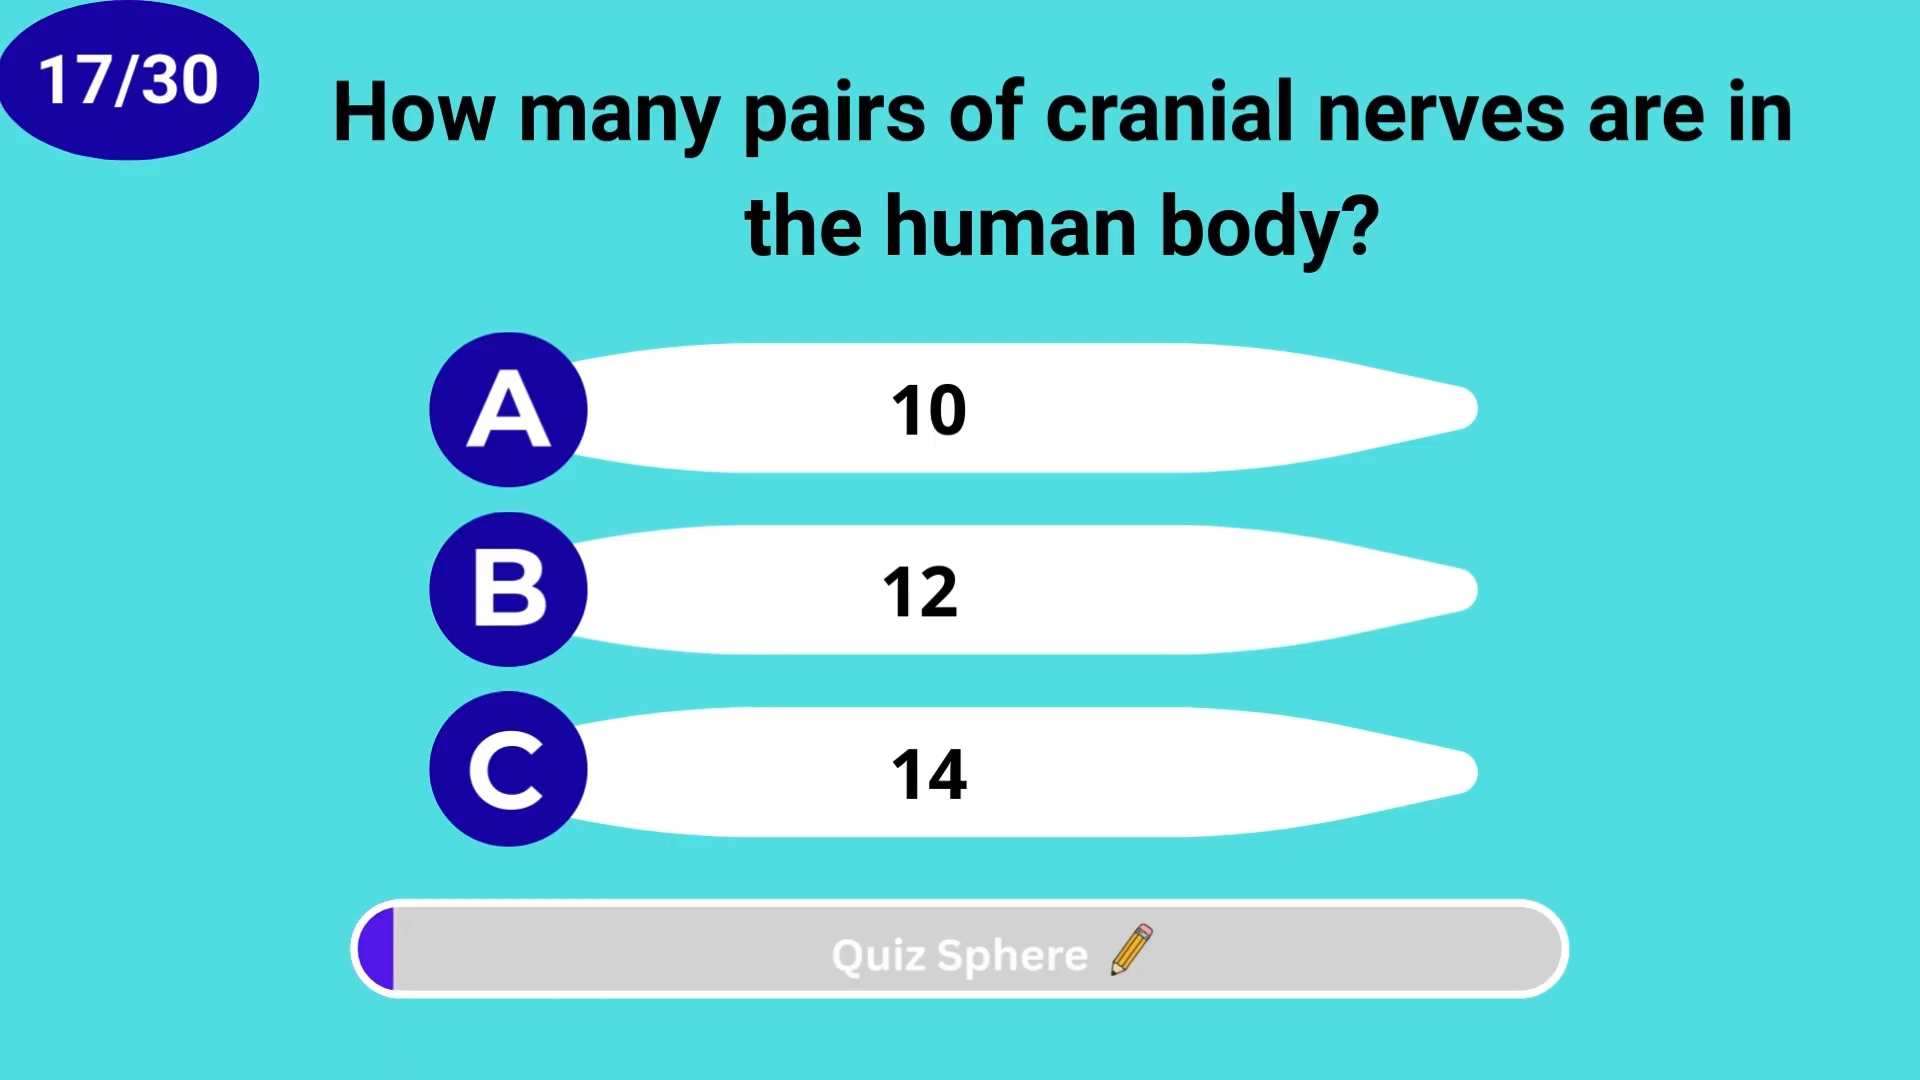 17/30
How many pairs of cranial nerves are in
the human body?
A
10
B
12
C
14
Quiz Sphere